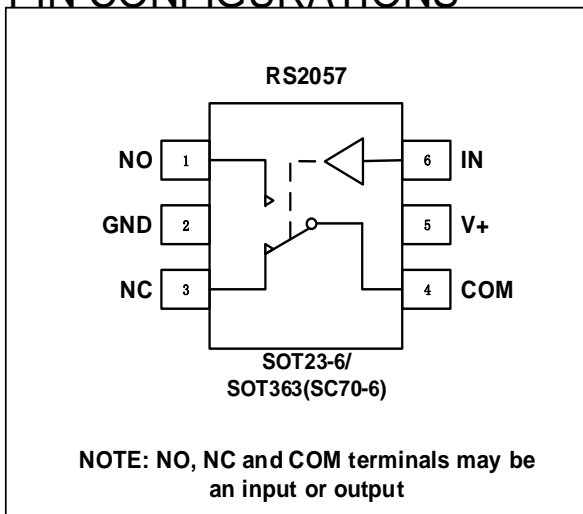 PIN CONFIGURATIONS
RS2057
NO 1 6 IN
GND 2 5 V+
NC 3 4 COM
SOT23-6/
SOT363(SC70-6)
NOTE: NO, NC and COM terminals may be
an input or output